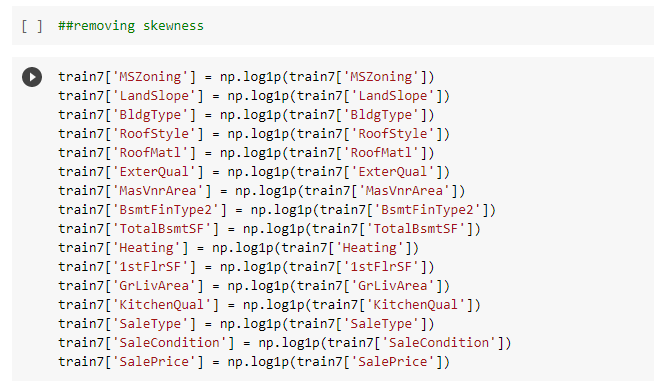 [ ] ##removing skewness
train7['MSZoning'] = np.log1p(train7['MSZoning'])
train7['LandSlope'] = np.log1p(train7['LandSlope'])
train7['BldgType'] = np.log1p(train7['BldgType'])
train7['RoofStyle'] = np.log1p(train7['RoofStyle'])
train7['RoofMatl'] = np.log1p(train7['RoofMatl'])
train7['ExterQual'] = np.log1p(train7['ExterQual'])
train7['MasVnrArea'] = np.log1p(train7['MasVnrArea'])
train7['BsmtFinType2'] = np.log1p(train7['BsmtFinType2'])
train7['TotalBsmtSF'] = np.log1p(train7['TotalBsmtSF'])
train7['Heating'] = np.log1p(train7['Heating'])
train7['1stFlrSF'] = np.log1p(train7['1stFlrSF'])
train7['GrLivArea'] = np.log1p(train7['GrLivArea'])
train7['KitchenQual'] = np.log1p(train7['KitchenQual'])
train7['SaleType'] = np.log1p(train7['SaleType'])
train7['SaleCondition'] = np.log1p(train7['SaleCondition'])
train7['SalePrice'] = np.log1p(train7['SalePrice'])